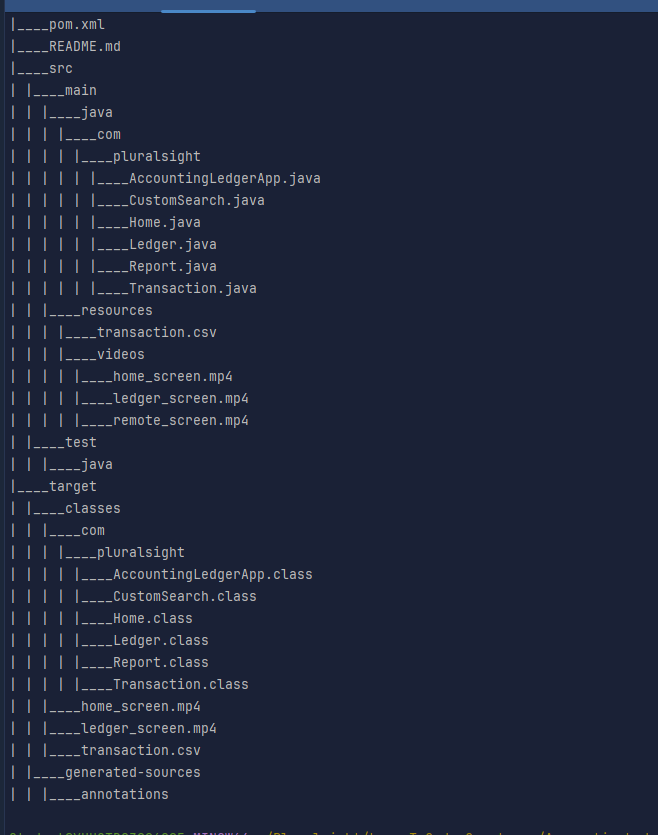 |____pom.xml
|____README.md
|____src
| |____main
| | |____java
| | | |____com
| | | | |____pluralsight
| | | | | |____AccountingLedgerApp.java
| | | | | |____CustomSearch.java
| | | | | |____Home.java
| | | | | |____Ledger.java
| | | | | |____Report.java
| | | | | |____Transaction.java
| | |____resources
| | | |____transaction.csv
| | | |____videos
| | | | |____home_screen.mp4
| | | | |____ledger_screen.mp4
| | | | |____remote_screen.mp4
| |____test
| | |____java
|____target
| |____classes
| | |____com
| | | |____pluralsight
| | | | |____AccountingLedgerApp.class
| | | | |____CustomSearch.class
| | | | |____Home.class
| | | | |____Ledger.class
| | | | |____Report.class
| | | | |____Transaction.class
| | |____home_screen.mp4
| | |____ledger_screen.mp4
| | |____transaction.csv
| |____generated-sources
| | |____annotations